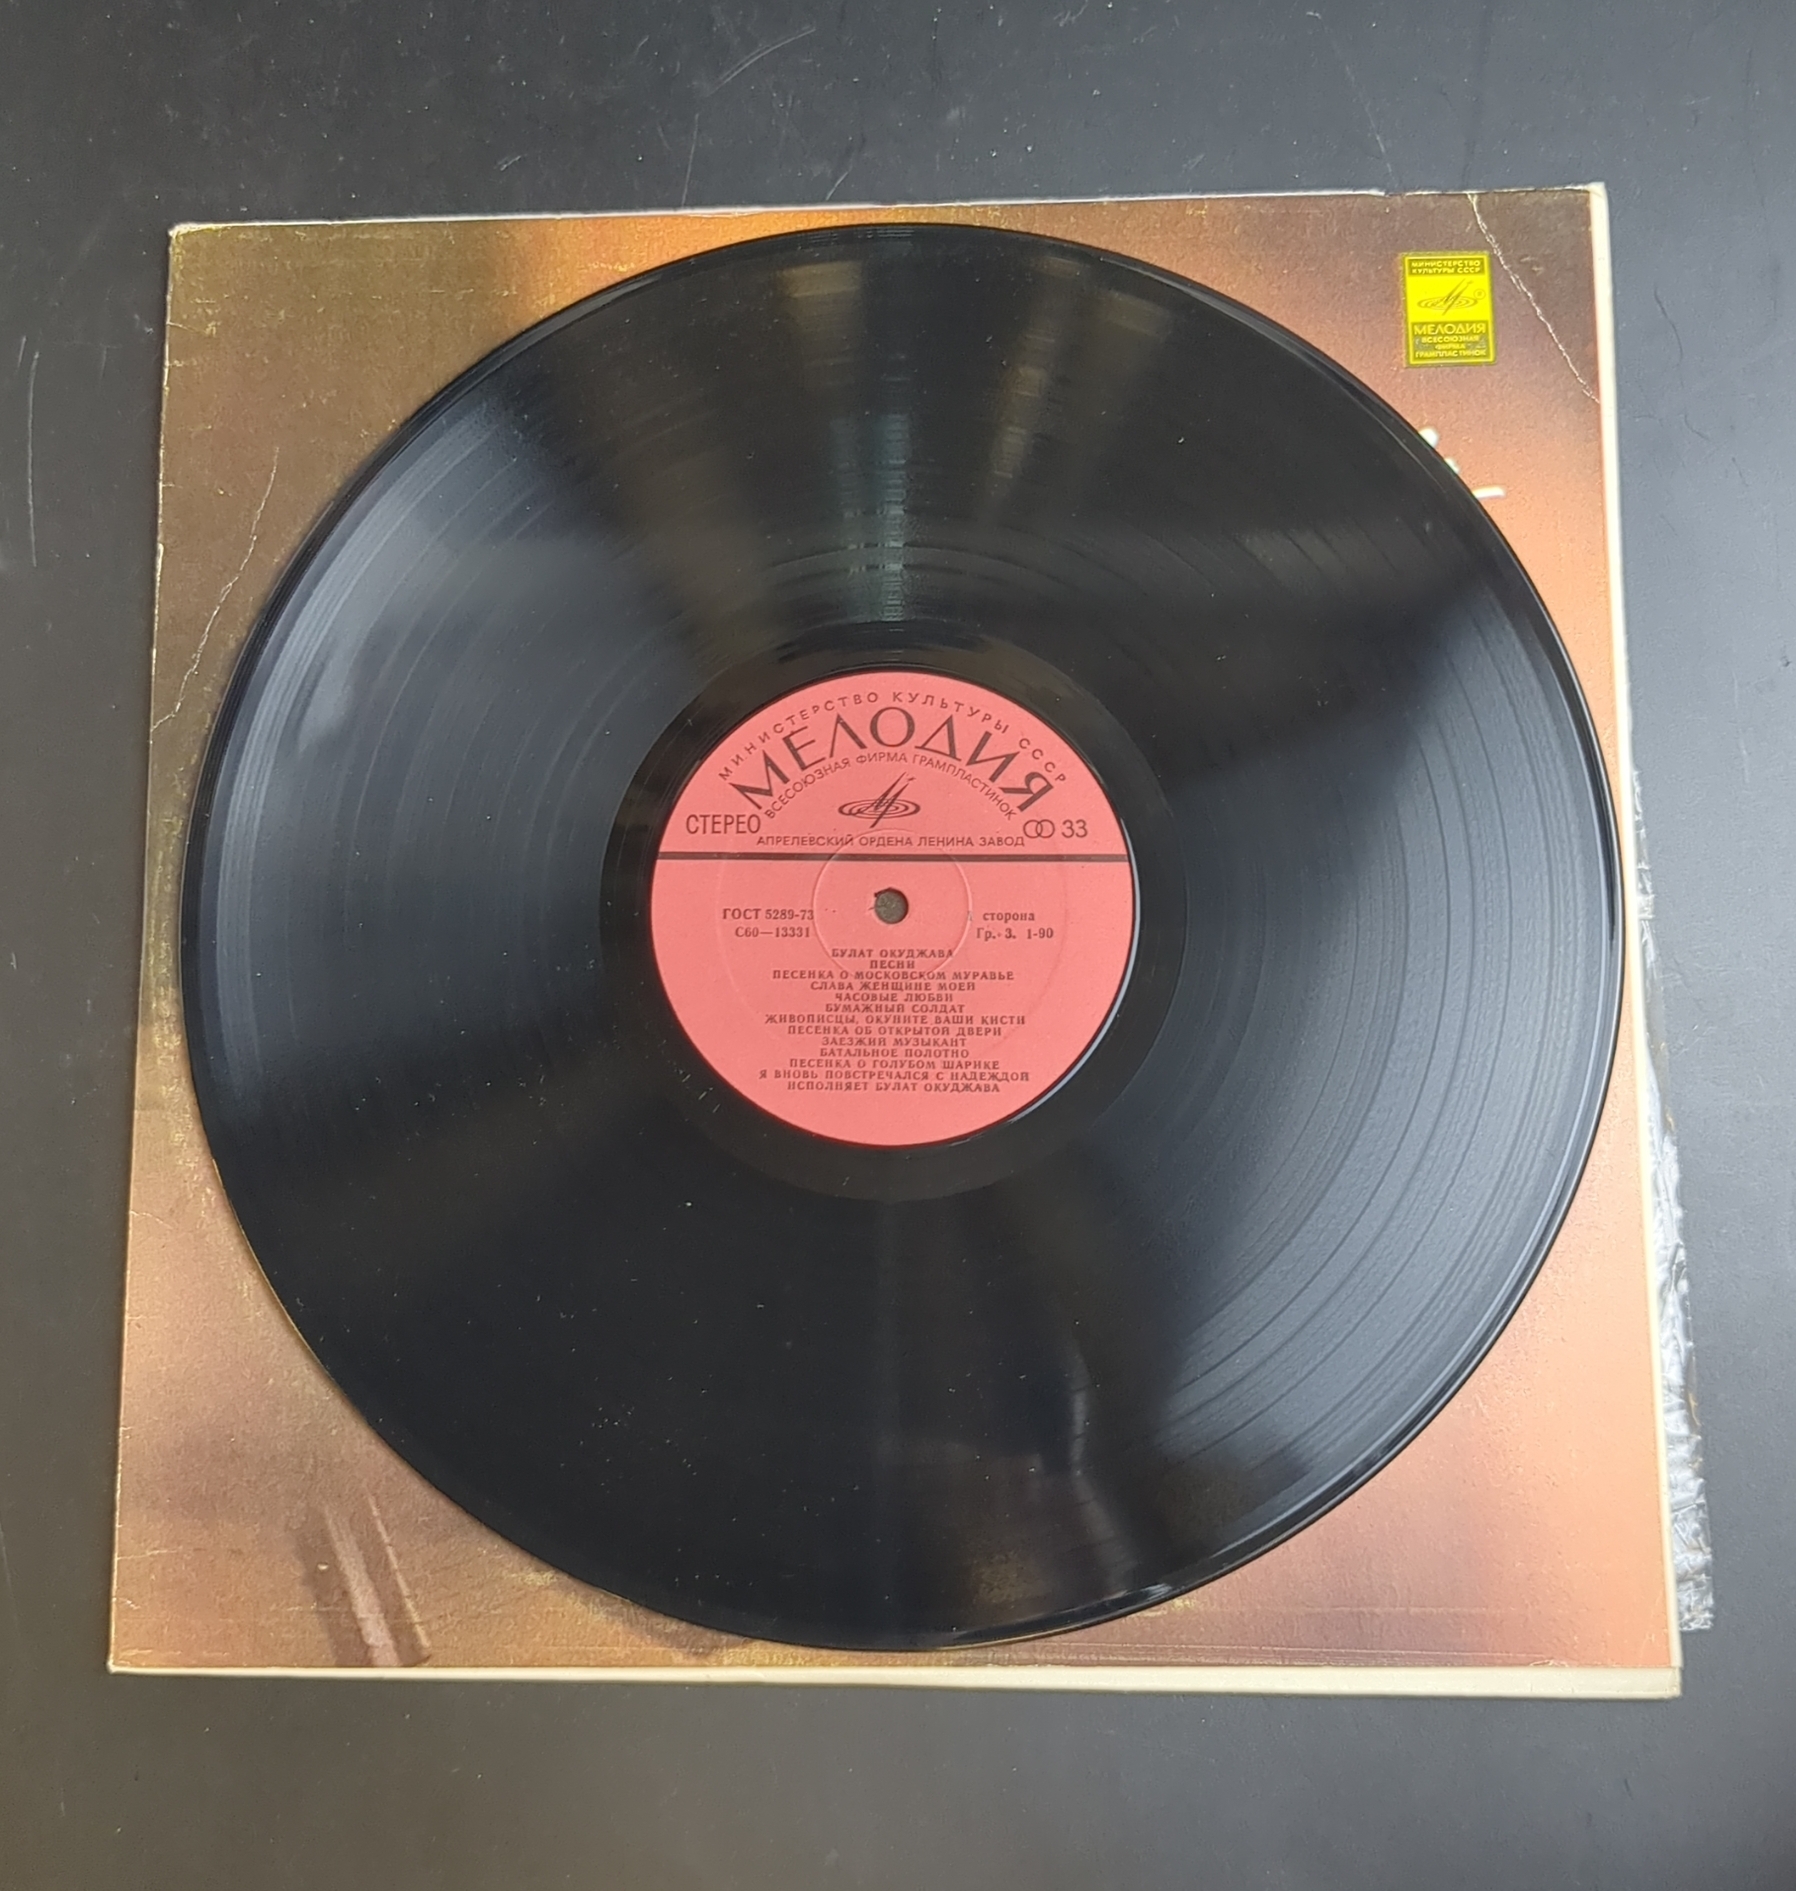 МИНИСТЕРСТВО
КУЛЬТУРЫ СССР
МЕЛОДИЯ
ВСЕСОЮЗНАЯ
ФИРМА
ГРАМПЛАСТИНОК
МИНИСТЕРСТВО КУЛЬТУРЫ СССР
МЕЛОДИЯ
ВСЕСОЮЗНАЯ ФИРМА ГРАМПЛАСТИНОК
СТЕРЕО 33
АПРЕЛЕВСКИЙ ОРДЕНА ЛЕНИНА ЗАВОД
ГОСТ 5289-73 сторона
С60—13331 Гр. 3. 1-90
БУЛАТ ОКУДЖАВА
ПЕСНИ
ПЕСЕНКА О МОСКОВСКОМ МУРАВЬЕ
СЛАВА ЖЕНЩИНЕ МОЕЙ
ЧАСОВЫЕ ЛЮБВИ
БУМАЖНЫЙ СОЛДАТ
ЖИВОПИСЦЫ, ОКУНИТЕ ВАШИ КИСТИ
ПЕСЕНКА ОБ ОТКРЫТОЙ ДВЕРИ
ЗАЕЗЖИЙ МУЗЫКАНТ
БАТАЛЬНОЕ ПОЛОТНО
ПЕСЕНКА О ГОЛУБОМ ШАРИКЕ
Я ВНОВЬ ПОВСТРЕЧАЛСЯ С НАДЕЖДОЙ
ИСПОЛНЯЕТ БУЛАТ ОКУДЖАВА